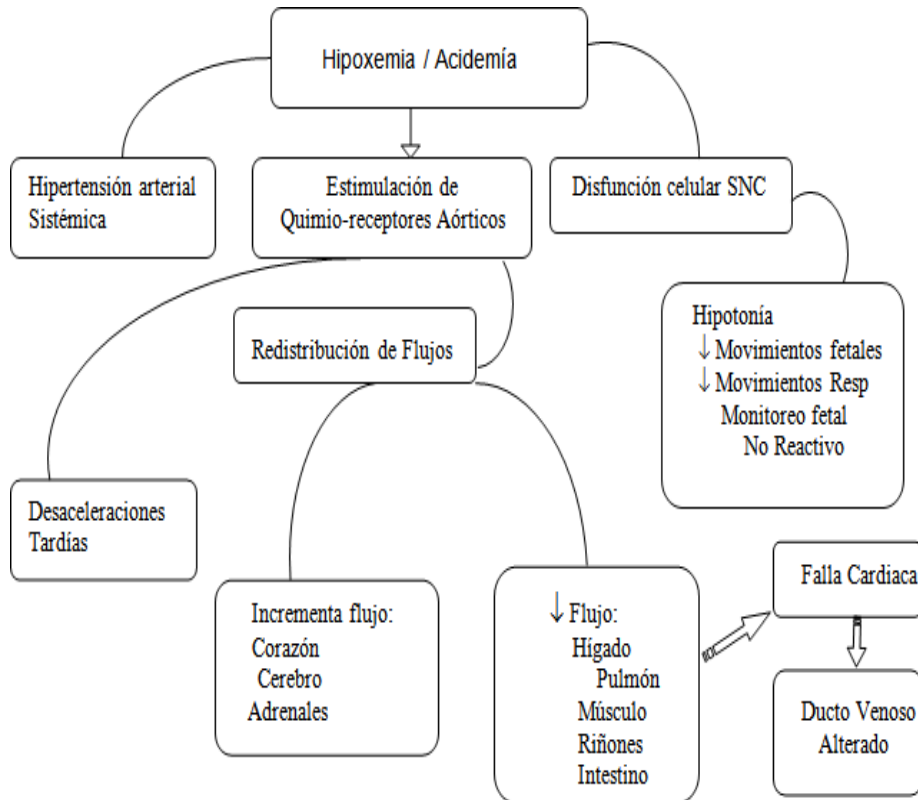 Hipoxemia / Acidemía
Hipertensión arterial
Sistémica
Estimulación de
Quimio-receptores Aórticos
Disfunción celular SNC
Hipotonía
↓ Movimientos fetales
↓ Movimientos Resp
Monitoreo fetal
No Reactivo
Redistribución de Flujos
Desaceleraciones
Tardías
Incrementa flujo:
Corazón
Cerebro
Adrenales
↓ Flujo:
Hígado
Pulmón
Músculo
Riñones
Intestino
Falla Cardiaca
Ducto Venoso
Alterado